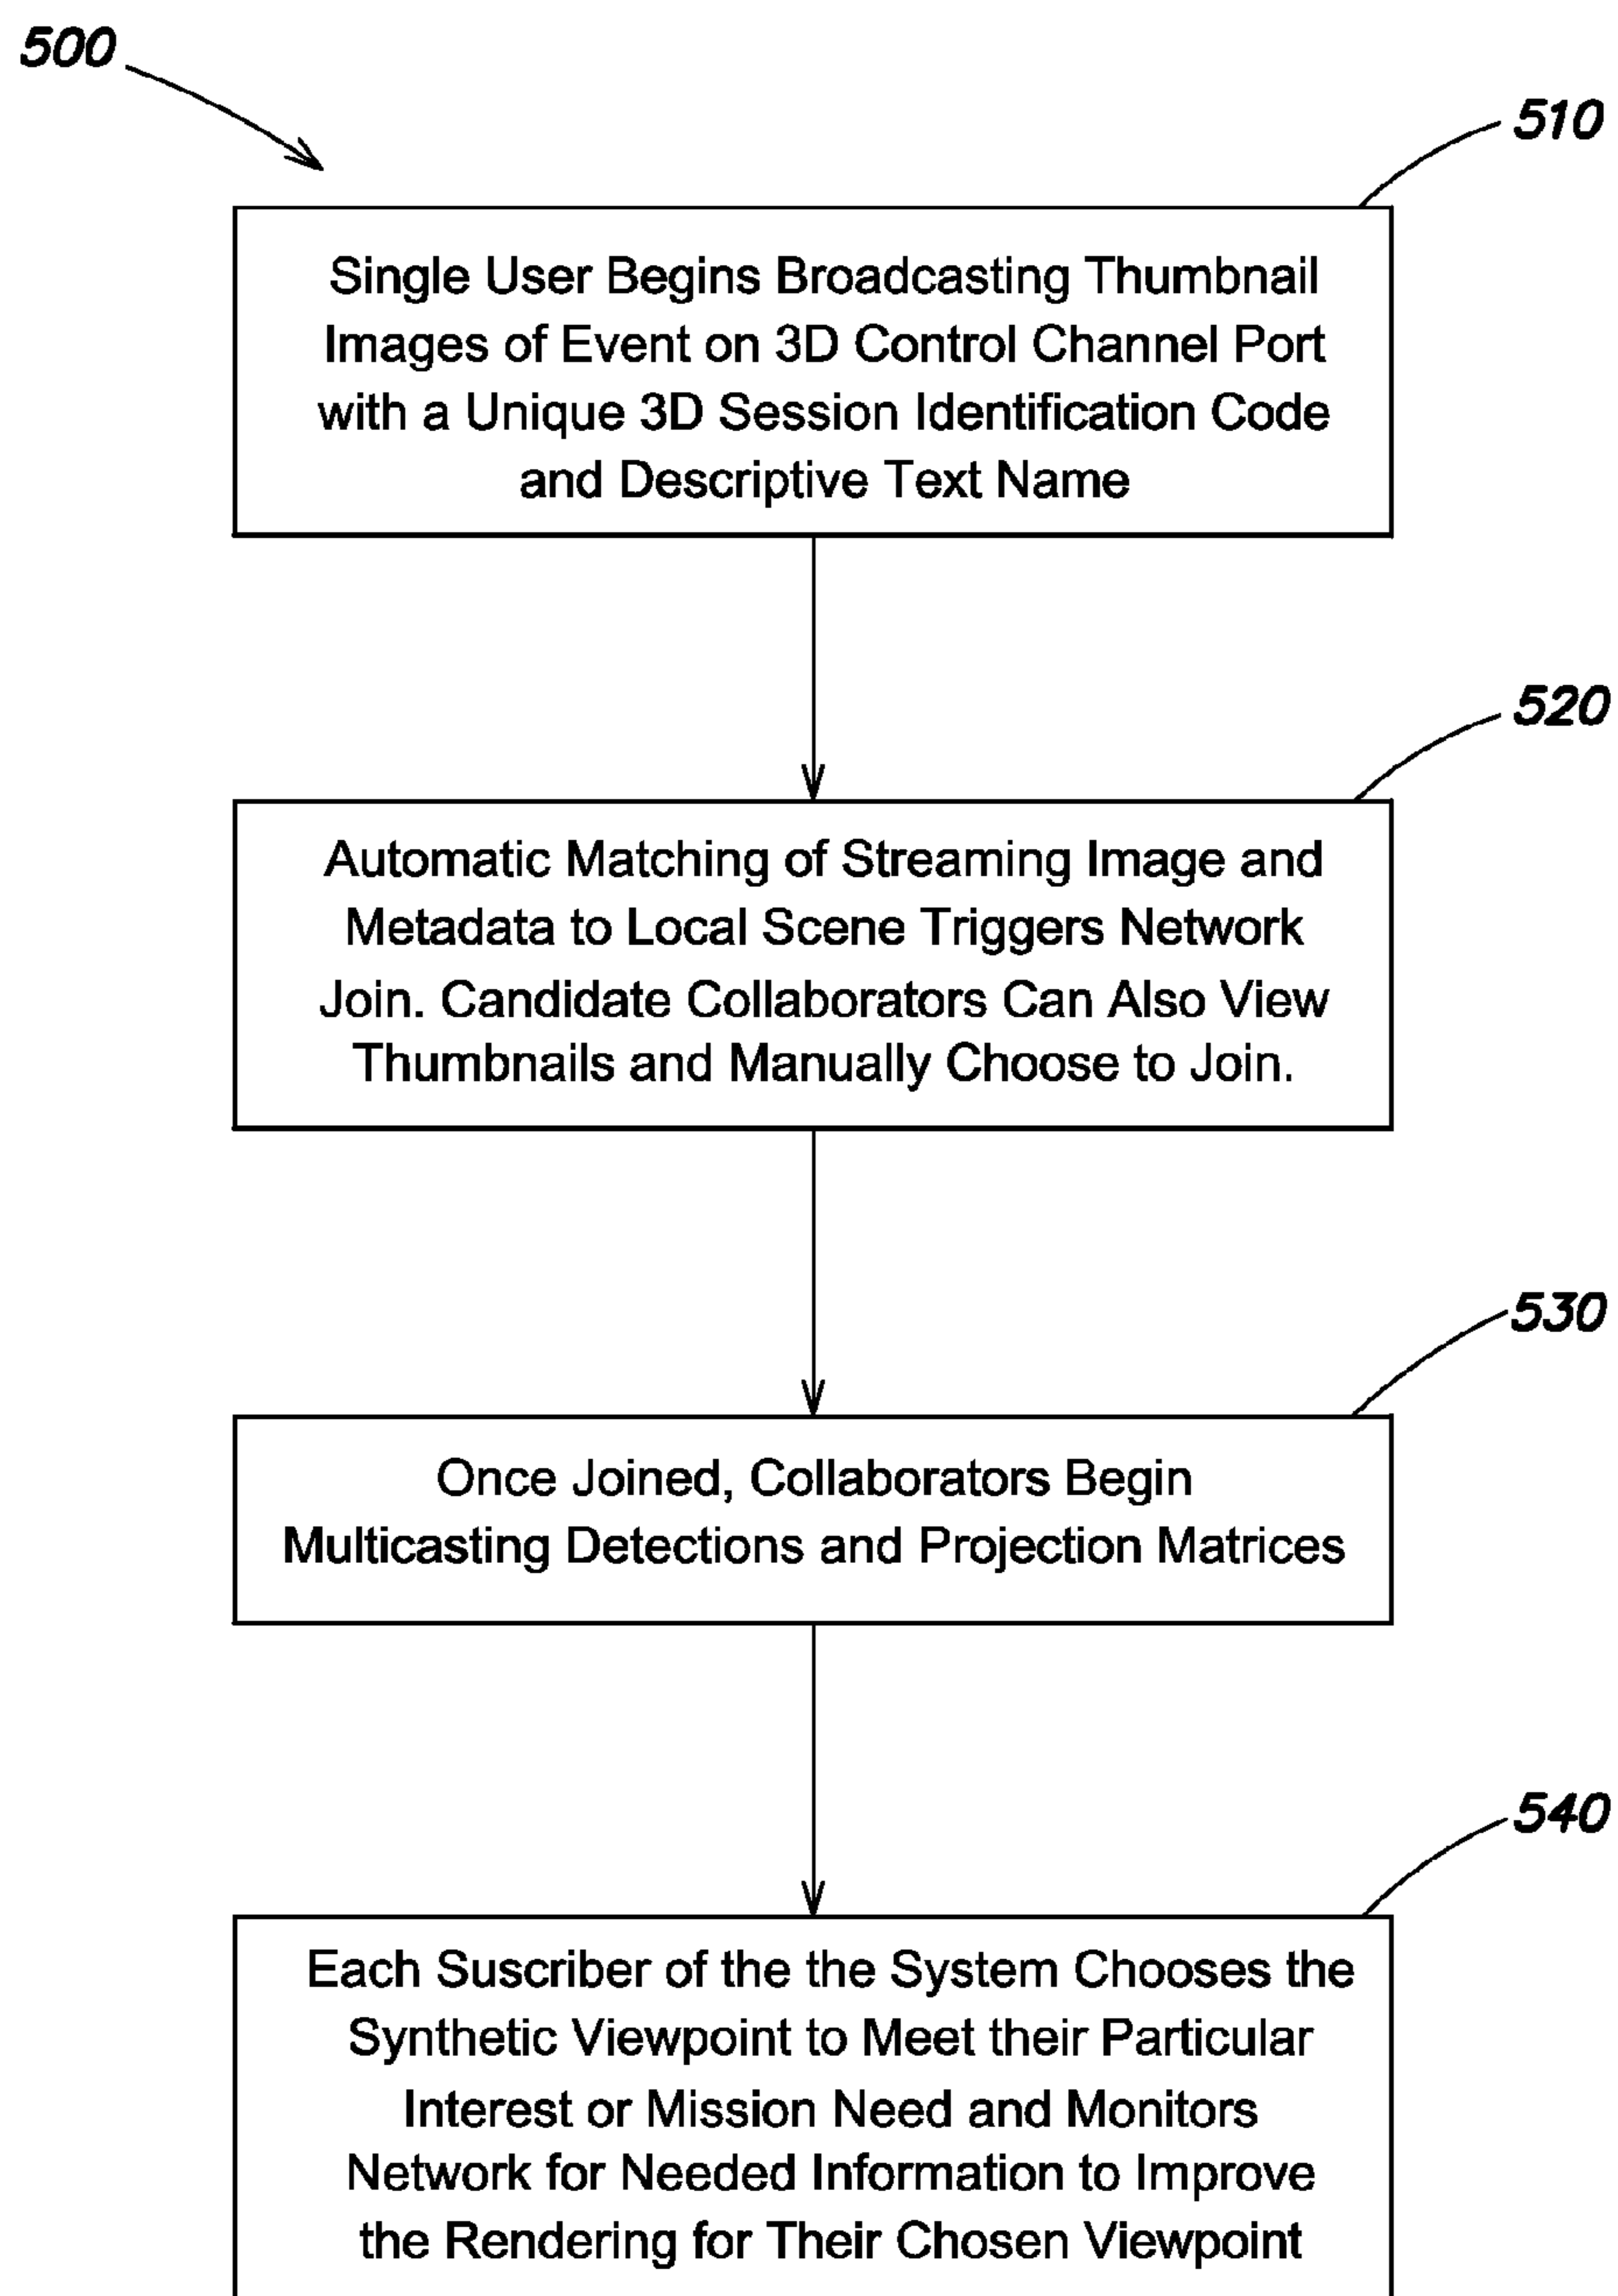 500
510
Single User Begins Broadcasting Thumbnail
Images of Event on 3D Control Channel Port
with a Unique 3D Session Identification Code
and Descriptive Text Name
520
Automatic Matching of Streaming Image and
Metadata to Local Scene Triggers Network
Join. Candidate Collaborators Can Also View
Thumbnails and Manually Choose to Join.
530
Once Joined, Collaborators Begin
Multicasting Detections and Projection Matrices
540
Each Suscriber of the the System Chooses the
Synthetic Viewpoint to Meet their Particular
Interest or Mission Need and Monitors
Network for Needed Information to Improve
the Rendering for Their Chosen Viewpoint